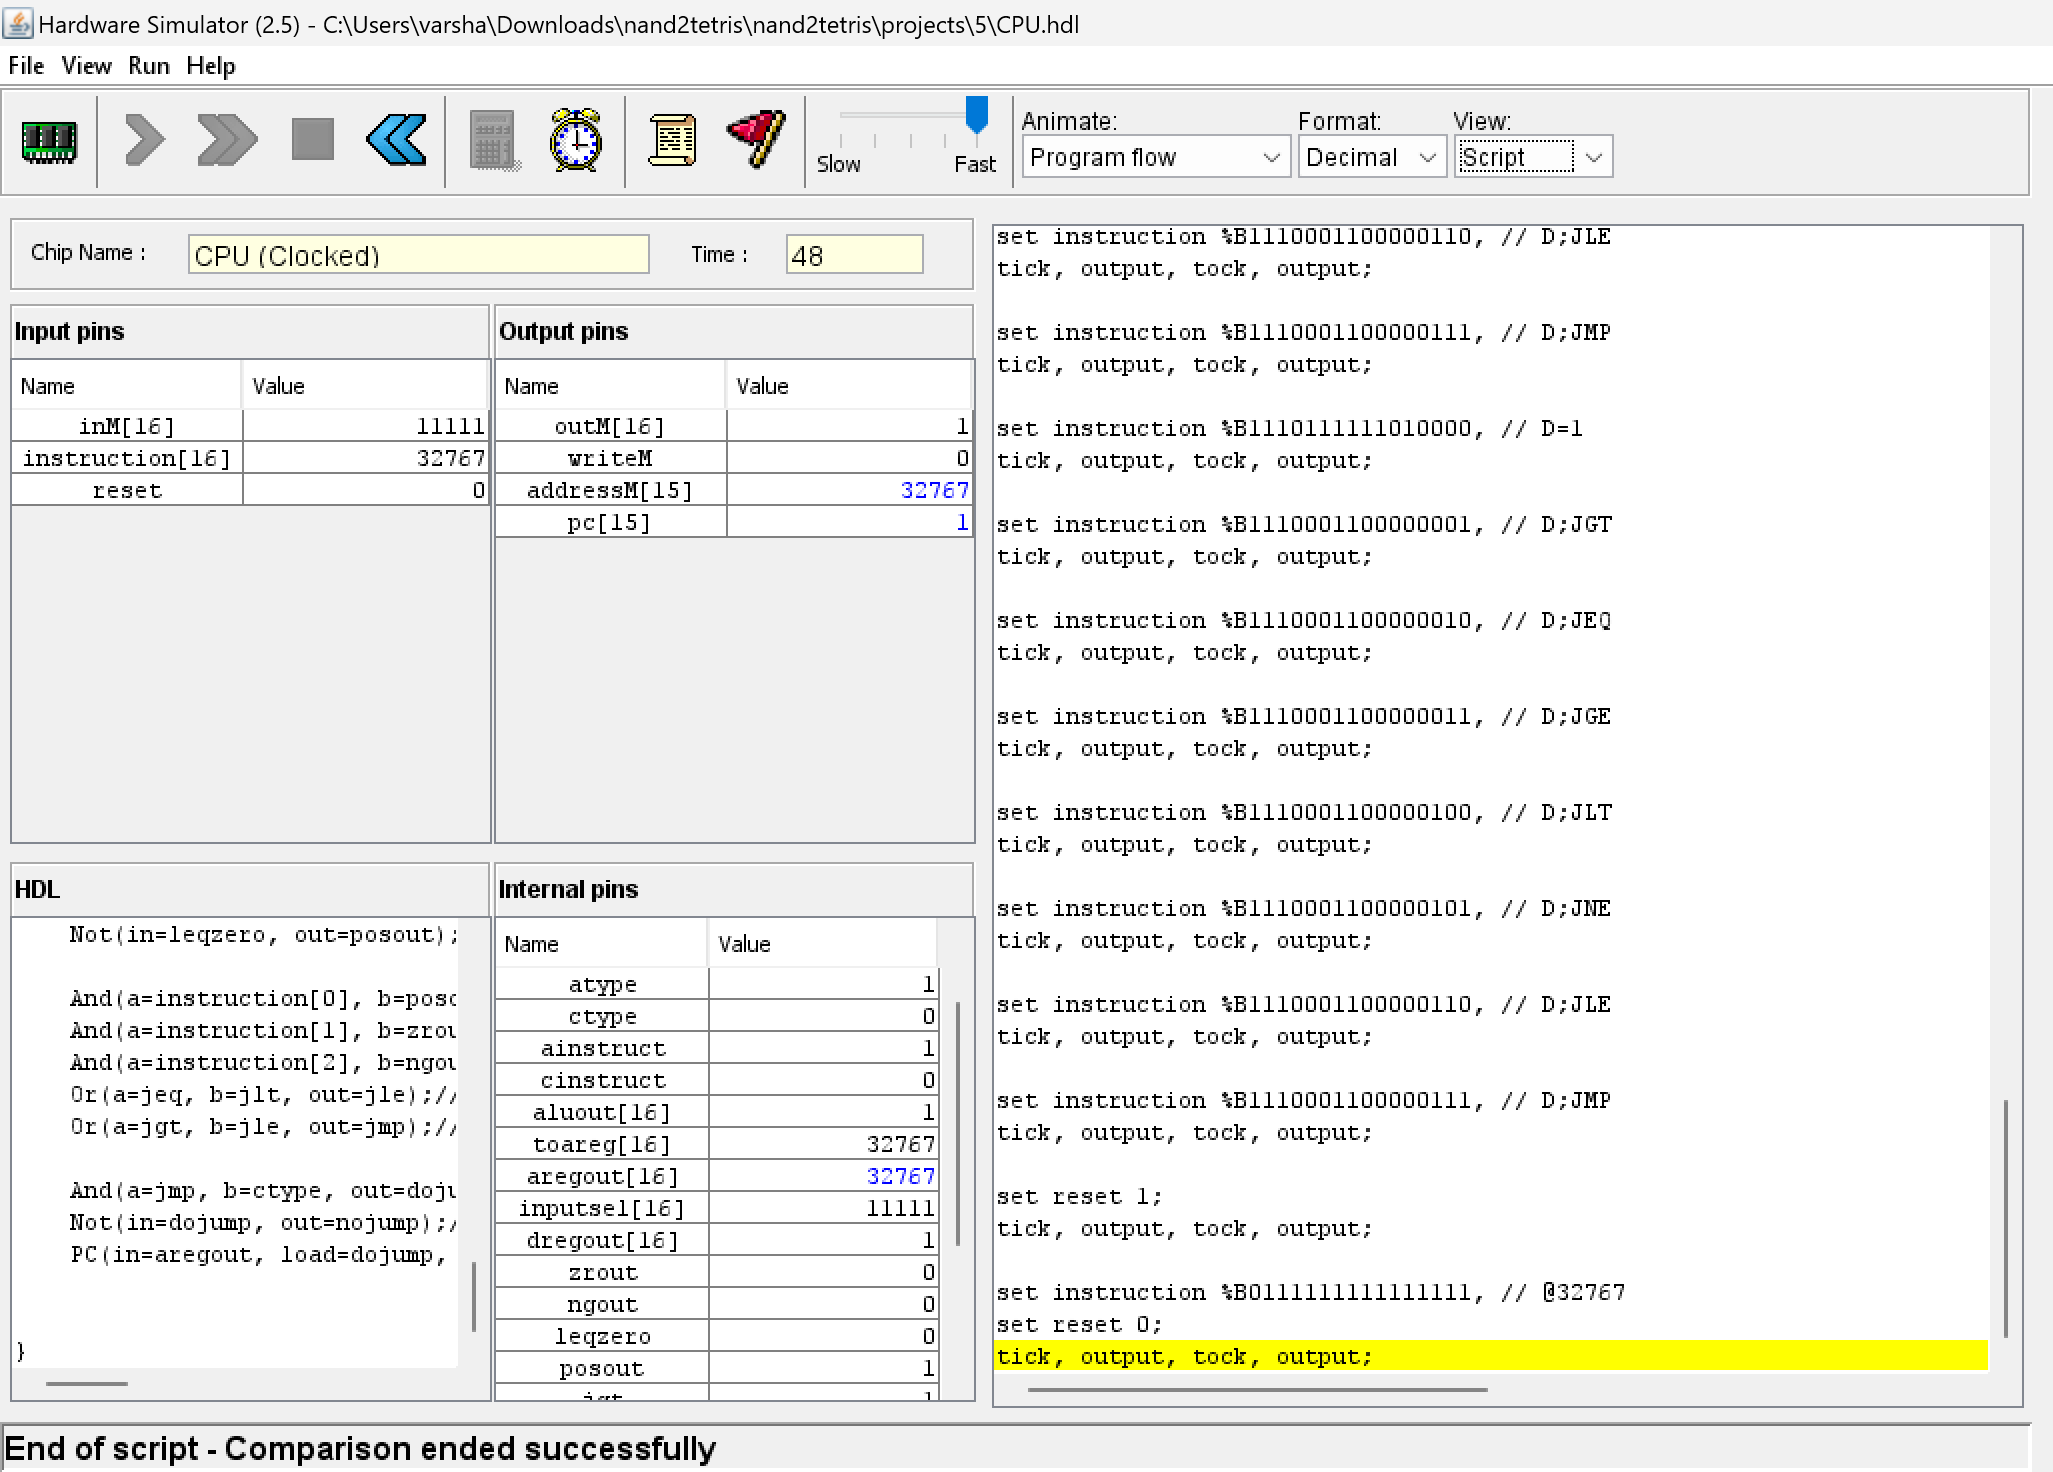 Hardware Simulator (2.5) - C:\Users\varsha\Downloads\nand2tetris\nand2tetris\projects\5\CPU.hdl
File View Run Help
Slow Fast
Animate: Format: View:
Program flow Decimal Script
Chip Name : CPU (Clocked) Time : 48
Input pins
Name Value
inM[16] 11111
instruction[16] 32767
reset 0
Output pins
Name Value
outM[16] 1
writeM 0
addressM[15] 32767
pc[15] 1
HDL
Not(in=leqzero, out=posout);
And(a=instruction[0], b=poso
And(a=instruction[1], b=zrou
And(a=instruction[2], b=ngou
Or(a=jeq, b=jlt, out=jle);//
Or(a=jgt, b=jle, out=jmp);//
And(a=jmp, b=ctype, out=doju
Not(in=dojump, out=nojump);/
PC(in=aregout, load=dojump,
}
Internal pins
Name Value
atype 1
ctype 0
ainstruct 1
cinstruct 0
aluout[16] 1
toareg[16] 32767
aregout[16] 32767
inputsel[16] 11111
dregout[16] 1
zrout 0
ngout 0
leqzero 0
posout 1
jgt 1
set instruction %B1110001100000110, // D;JLE
tick, output, tock, output;
set instruction %B1110001100000111, // D;JMP
tick, output, tock, output;
set instruction %B1110111111010000, // D=1
tick, output, tock, output;
set instruction %B1110001100000001, // D;JGT
tick, output, tock, output;
set instruction %B1110001100000010, // D;JEQ
tick, output, tock, output;
set instruction %B1110001100000011, // D;JGE
tick, output, tock, output;
set instruction %B1110001100000100, // D;JLT
tick, output, tock, output;
set instruction %B1110001100000101, // D;JNE
tick, output, tock, output;
set instruction %B1110001100000110, // D;JLE
tick, output, tock, output;
set instruction %B1110001100000111, // D;JMP
tick, output, tock, output;
set reset 1;
tick, output, tock, output;
set instruction %B0111111111111111, // @32767
set reset 0;
tick, output, tock, output;
End of script - Comparison ended successfully